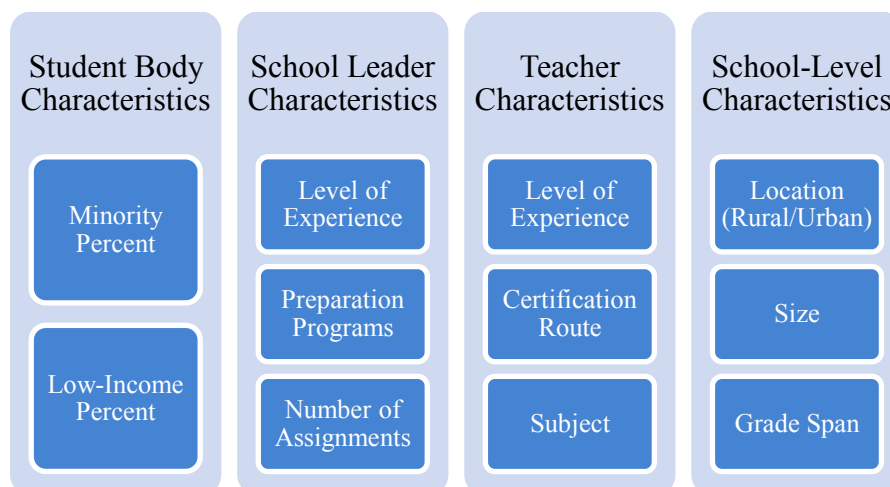 Student Body
Characteristics
Minority
Percent
Low-Income
Percent
School Leader
Characteristics
Level of
Experience
Preparation
Programs
Number of
Assignments
Teacher
Characteristics
Level of
Experience
Certification
Route
Subject
School-Level
Characteristics
Location
(Rural/Urban)
Size
Grade Span